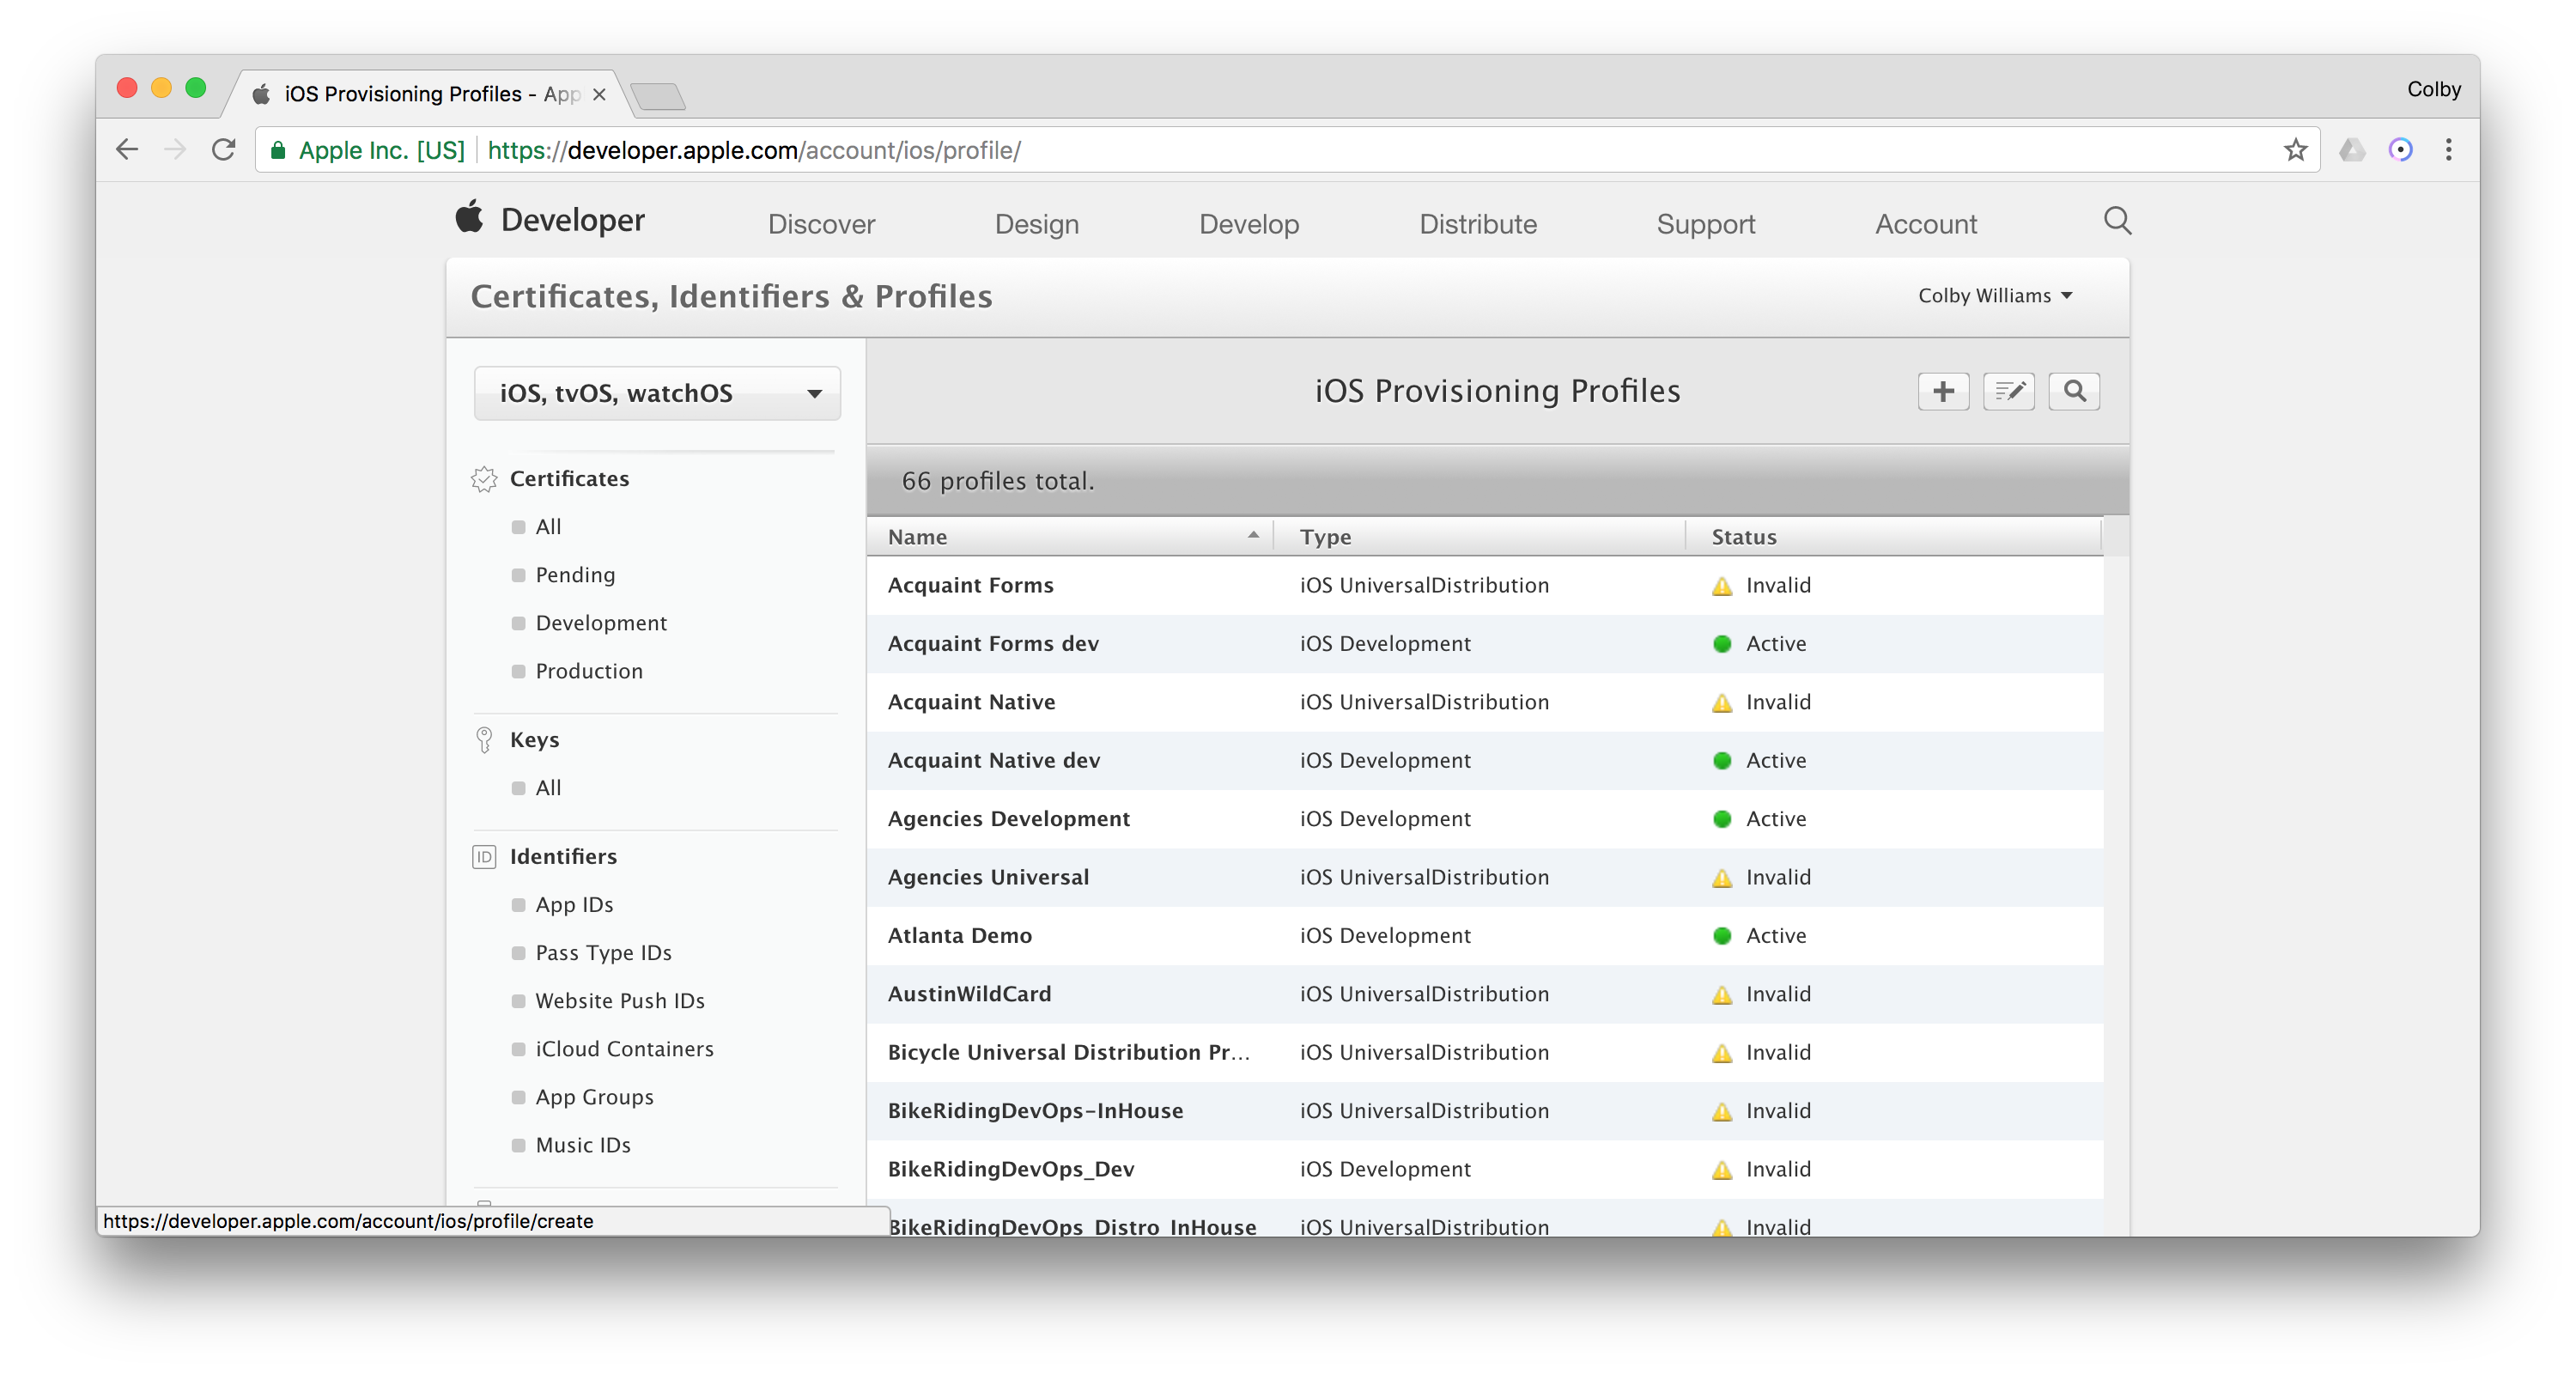 iOS Provisioning Profiles - App
Colby
Apple Inc. [US] https://developer.apple.com/account/ios/profile/
Developer Discover Design Develop Distribute Support Account
Certificates, Identifiers & Profiles
Colby Williams
iOS, tvOS, watchOS
Certificates
All
Pending
Development
Production
Keys
All
ID Identifiers
App IDs
Pass Type IDs
Website Push IDs
iCloud Containers
App Groups
Music IDs
iOS Provisioning Profiles
66 profiles total.
Name Type Status
Acquaint Forms iOS UniversalDistribution Invalid
Acquaint Forms dev iOS Development Active
Acquaint Native iOS UniversalDistribution Invalid
Acquaint Native dev iOS Development Active
Agencies Development iOS Development Active
Agencies Universal iOS UniversalDistribution Invalid
Atlanta Demo iOS Development Active
AustinWildCard iOS UniversalDistribution Invalid
Bicycle Universal Distribution Pr... iOS UniversalDistribution Invalid
BikeRidingDevOps-InHouse iOS UniversalDistribution Invalid
BikeRidingDevOps_Dev iOS Development Invalid
BikeRidingDevOps_Distro_InHouse iOS UniversalDistribution Invalid
https://developer.apple.com/account/ios/profile/create